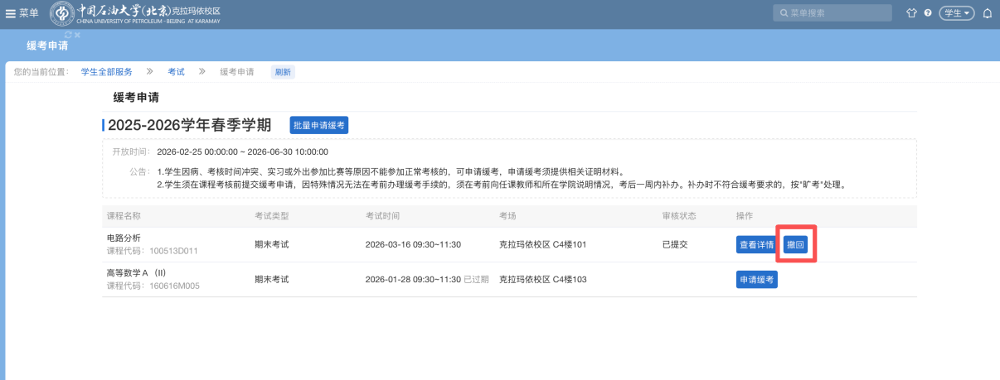 菜单 中国石油大学(北京)克拉玛依校区 菜单搜索 学生
CHINA UNIVERSITY OF PETROLEUM-BEIJING AT KARAMAY
缓考申请
您的当前位置: 学生全部服务 » 考试 » 缓考申请 刷新
缓考申请
2025-2026学年春季学期 批量申请缓考
开放时间: 2026-02-25 00:00:00 ~ 2026-06-30 10:00:00
公告: 1.学生因病、考核时间冲突、实习或外出参加比赛等原因不能参加正常考核的，可申请缓考，申请缓考须提供相关证明材料。
2.学生须在课程考核前提交缓考申请，因特殊情况无法在考前办理缓考手续的，须在考前向任课教师和所在学院说明情况，考后一周内补办。补办时不符合缓考要求的，按"旷考"处理。
课程名称 考试类型 考试时间 考场 审核状态 操作
电路分析
课程代码: 100513D011 期末考试 2026-03-16 09:30~11:30 克拉玛依校区 C4楼101 已提交 查看详情 撤回
高等数学A (II)
课程代码: 160616M005 期末考试 2026-01-28 09:30~11:30 已过期 克拉玛依校区 C4楼103 申请缓考